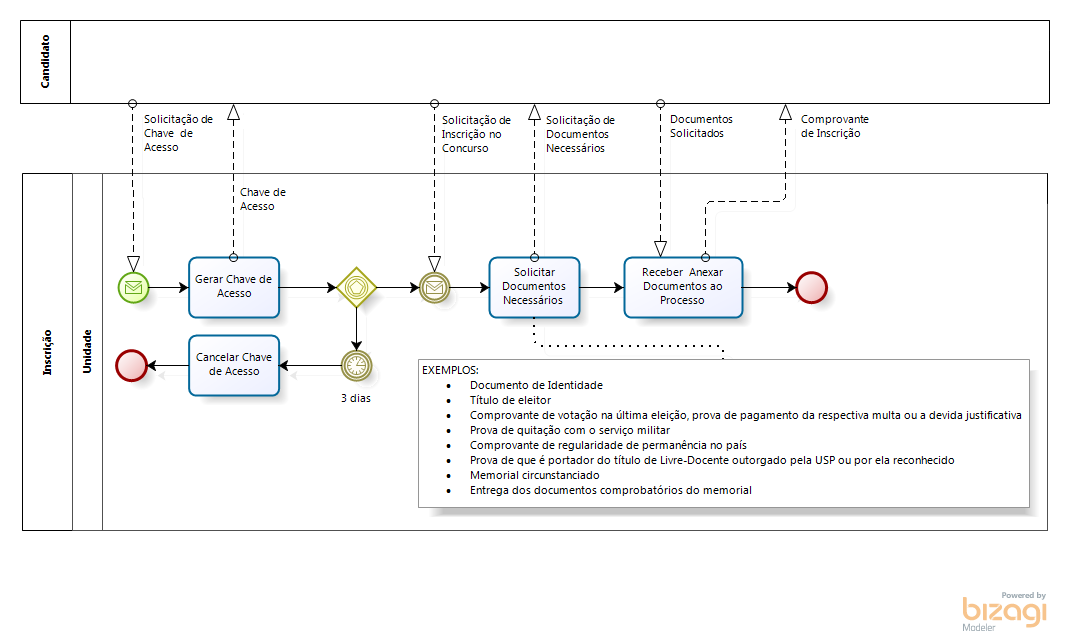 Candidato
Solicitação de
Chave de
Acesso
Chave de
Acesso
Solicitação de
Inscrição no
Concurso
Solicitação de
Documentos
Necessários
Documentos
Solicitados
Comprovante
de Inscrição
Inscrição
Unidade
Gerar Chave de
Acesso
Solicitar
Documentos
Necessários
Receber Anexar
Documentos ao
Processo
Cancelar Chave
de Acesso
3 dias
EXEMPLOS:
• Documento de Identidade
• Título de eleitor
• Comprovante de votação na última eleição, prova de pagamento da respectiva multa ou a devida justificativa
• Prova de quitação com o serviço militar
• Comprovante de regularidade de permanência no país
• Prova de que é portador do título de Livre-Docente outorgado pela USP ou por ela reconhecido
• Memorial circunstanciado
• Entrega dos documentos comprobatórios do memorial
Powered by
bizagi
Modeler